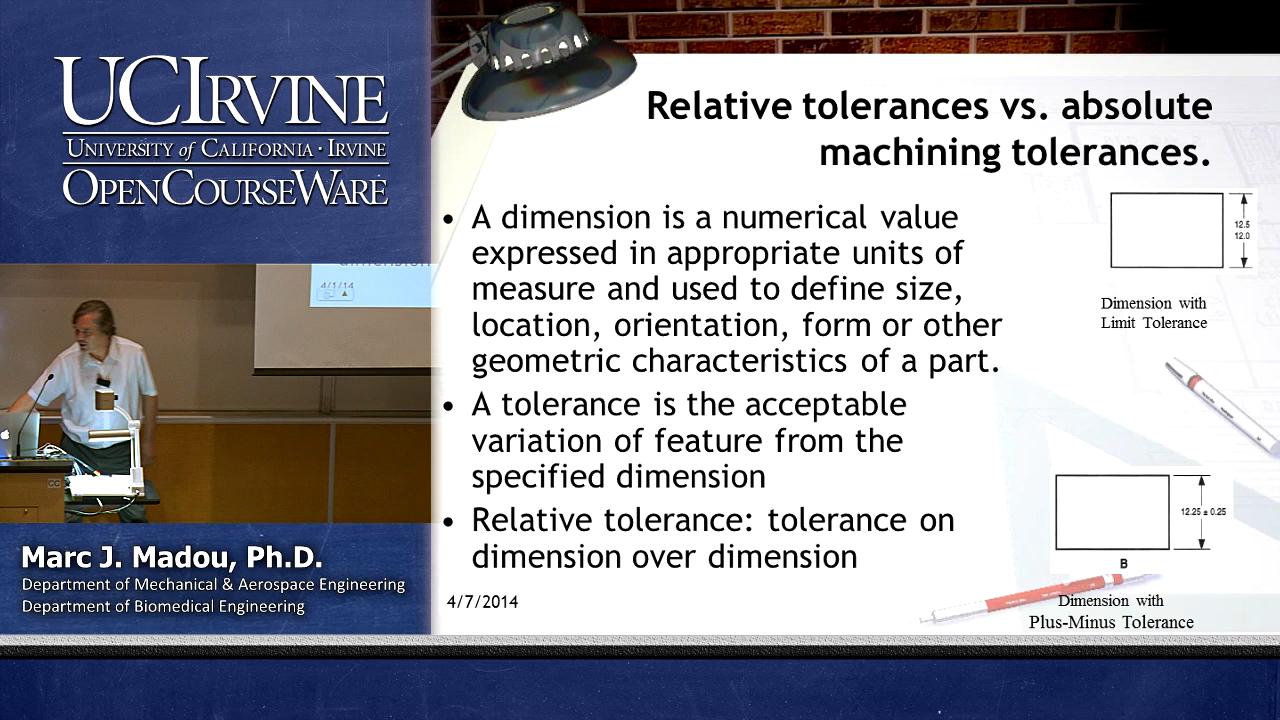 UCIRVINE
UNIVERSITY of CALIFORNIA · IRVINE
OPENCOURSEWARE
4/1/14
Marc J. Madou, Ph.D.
Department of Mechanical & Aerospace Engineering
Department of Biomedical Engineering
Relative tolerances vs. absolute
machining tolerances.
• A dimension is a numerical value
expressed in appropriate units of
measure and used to define size,
location, orientation, form or other
geometric characteristics of a part.
• A tolerance is the acceptable
variation of feature from the
specified dimension
• Relative tolerance: tolerance on
dimension over dimension
4/7/2014
12.5
12.0
Dimension with
Limit Tolerance
12.25 ± 0.25
B
Dimension with
Plus-Minus Tolerance